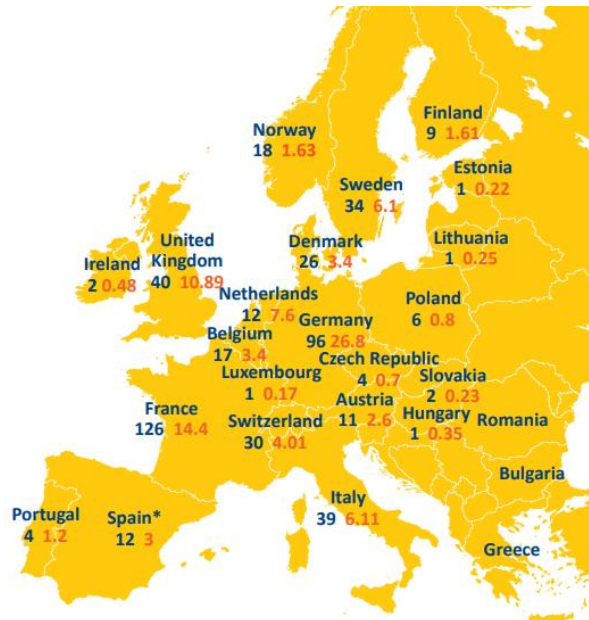 Finland
9 1.61
Norway
18 1.63
Estonia
1 0.22
Sweden
34 6.1
Lithuania
1 0.25
Denmark
26 3.4
United
Kingdom
40 10.89
Ireland
2 0.48
Netherlands
12 7.6
Poland
6 0.8
Germany
96 26.8
Belgium
17 3.4
Czech Republic
4 0.7
Luxembourg
1 0.17
Slovakia
2 0.23
Austria
11 2.6
France
126 14.4
Switzerland
30 4.01
Hungary
1 0.35
Romania
Bulgaria
Italy
39 6.11
Portugal
4 1.2
Spain*
12 3
Greece